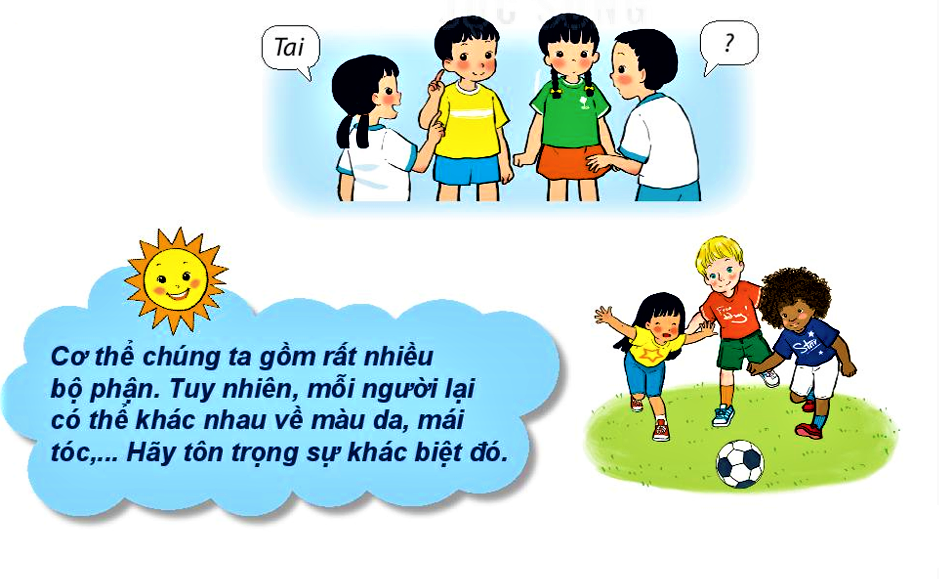 Tai
?
Cơ thể chúng ta gồm rất nhiều
bộ phận. Tuy nhiên, mỗi người lại
có thể khác nhau về màu da, mái
tóc,... Hãy tôn trọng sự khác biệt đó.
Star